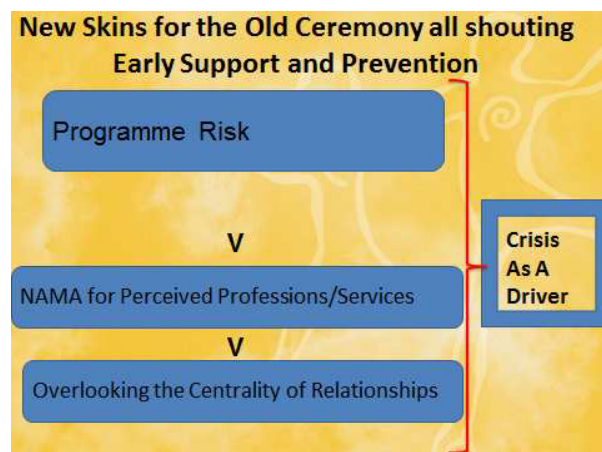 New Skins for the Old Ceremony all shouting
Early Support and Prevention
Programme Risk
V
NAMA for Perceived Professions/Services
V
Overlooking the Centrality of Relationships
Crisis
As A
Driver